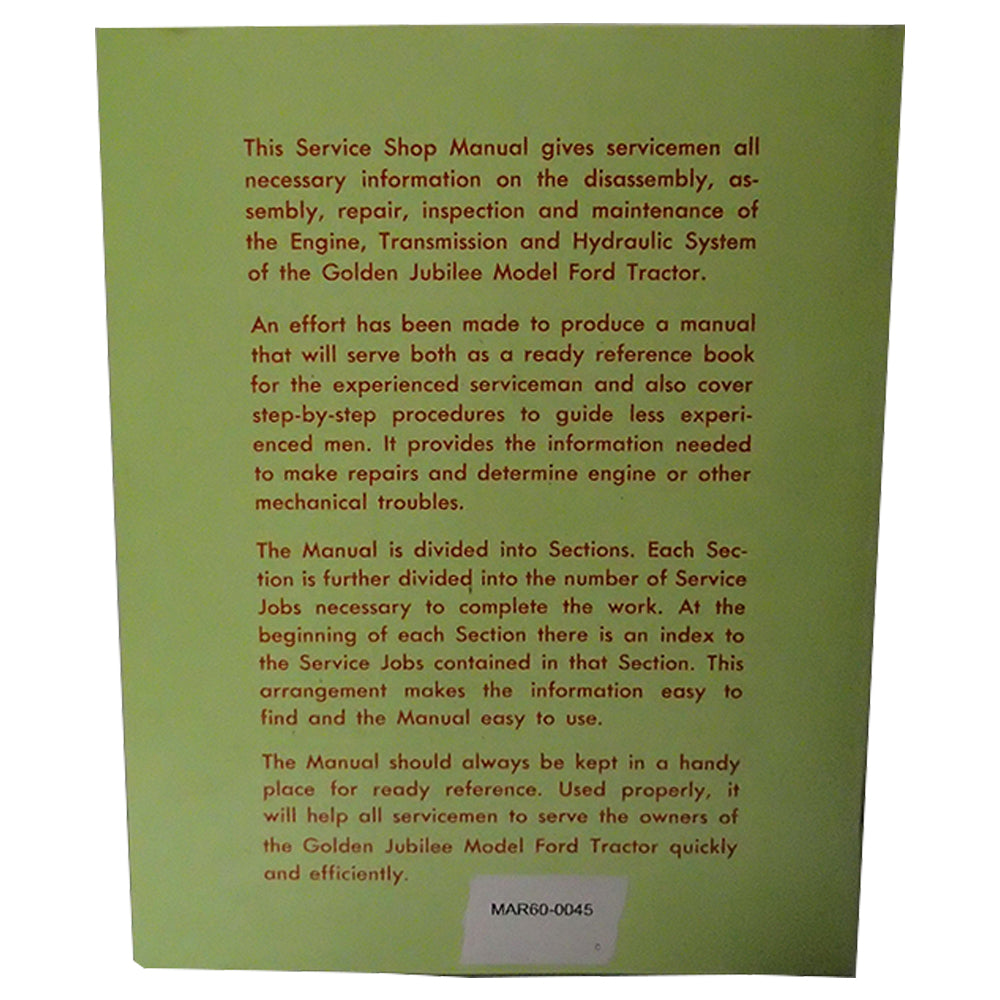 This Service Shop Manual gives servicemen all
necessary information on the disassembly, as-
sembly, repair, inspection and maintenance of
the Engine, Transmission and Hydraulic System
of the Golden Jubilee Model Ford Tractor.
An effort has been made to produce a manual
that will serve both as a ready reference book
for the experienced serviceman and also cover
step-by-step procedures to guide less experi-
enced men. It provides the information needed
to make repairs and determine engine or other
mechanical troubles.
The Manual is divided into Sections. Each Sec-
tion is further divided into the number of Service
Jobs necessary to complete the work. At the
beginning of each Section there is an index to
the Service Jobs contained in that Section. This
arrangement makes the information easy to
find and the Manual easy to use.
The Manual should always be kept in a handy
place for ready reference. Used properly, it
will help all servicemen to serve the owners of
the Golden Jubilee Model Ford Tractor quickly
and efficiently.
MAR60-0045
c